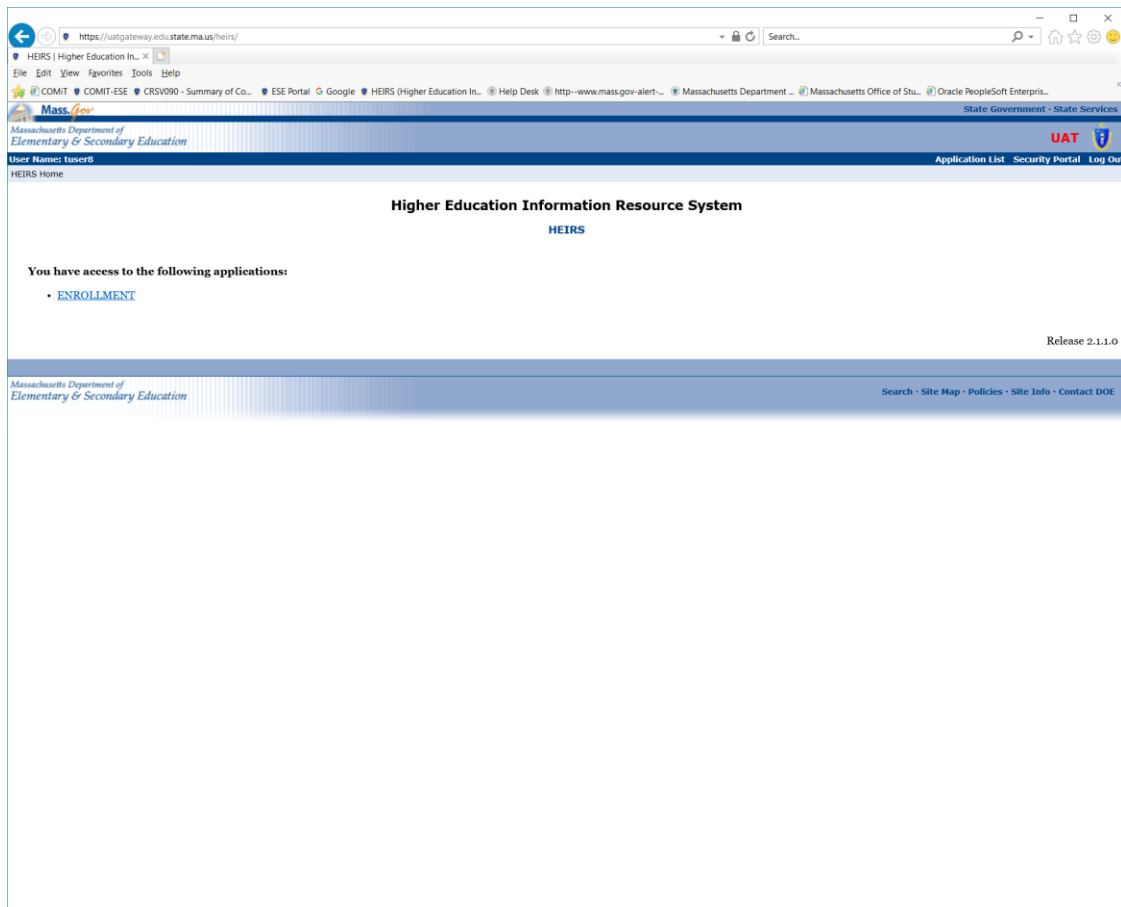 https://uatgateway.edu.state.ma.us/heirs/
Search...
HEIRS | Higher Education In...
File Edit View Favorites Tools Help
COMiT COMIT-ESE CRSV090 - Summary of Co... ESE Portal Google HEIRS (Higher Education In... Help Desk http--www.mass.gov-alert-... Massachusetts Department ... Massachusetts Office of Stu... Oracle PeopleSoft Enterpris...
Mass.Gov State Government · State Services
Massachusetts Department of
Elementary & Secondary Education
UAT
User Name: tuser8 Application List Security Portal Log Ou
HEIRS Home
Higher Education Information Resource System
HEIRS
You have access to the following applications:
• ENROLLMENT
Release 2.1.1.0
Massachusetts Department of
Elementary & Secondary Education
Search · Site Map · Policies · Site Info · Contact DOE